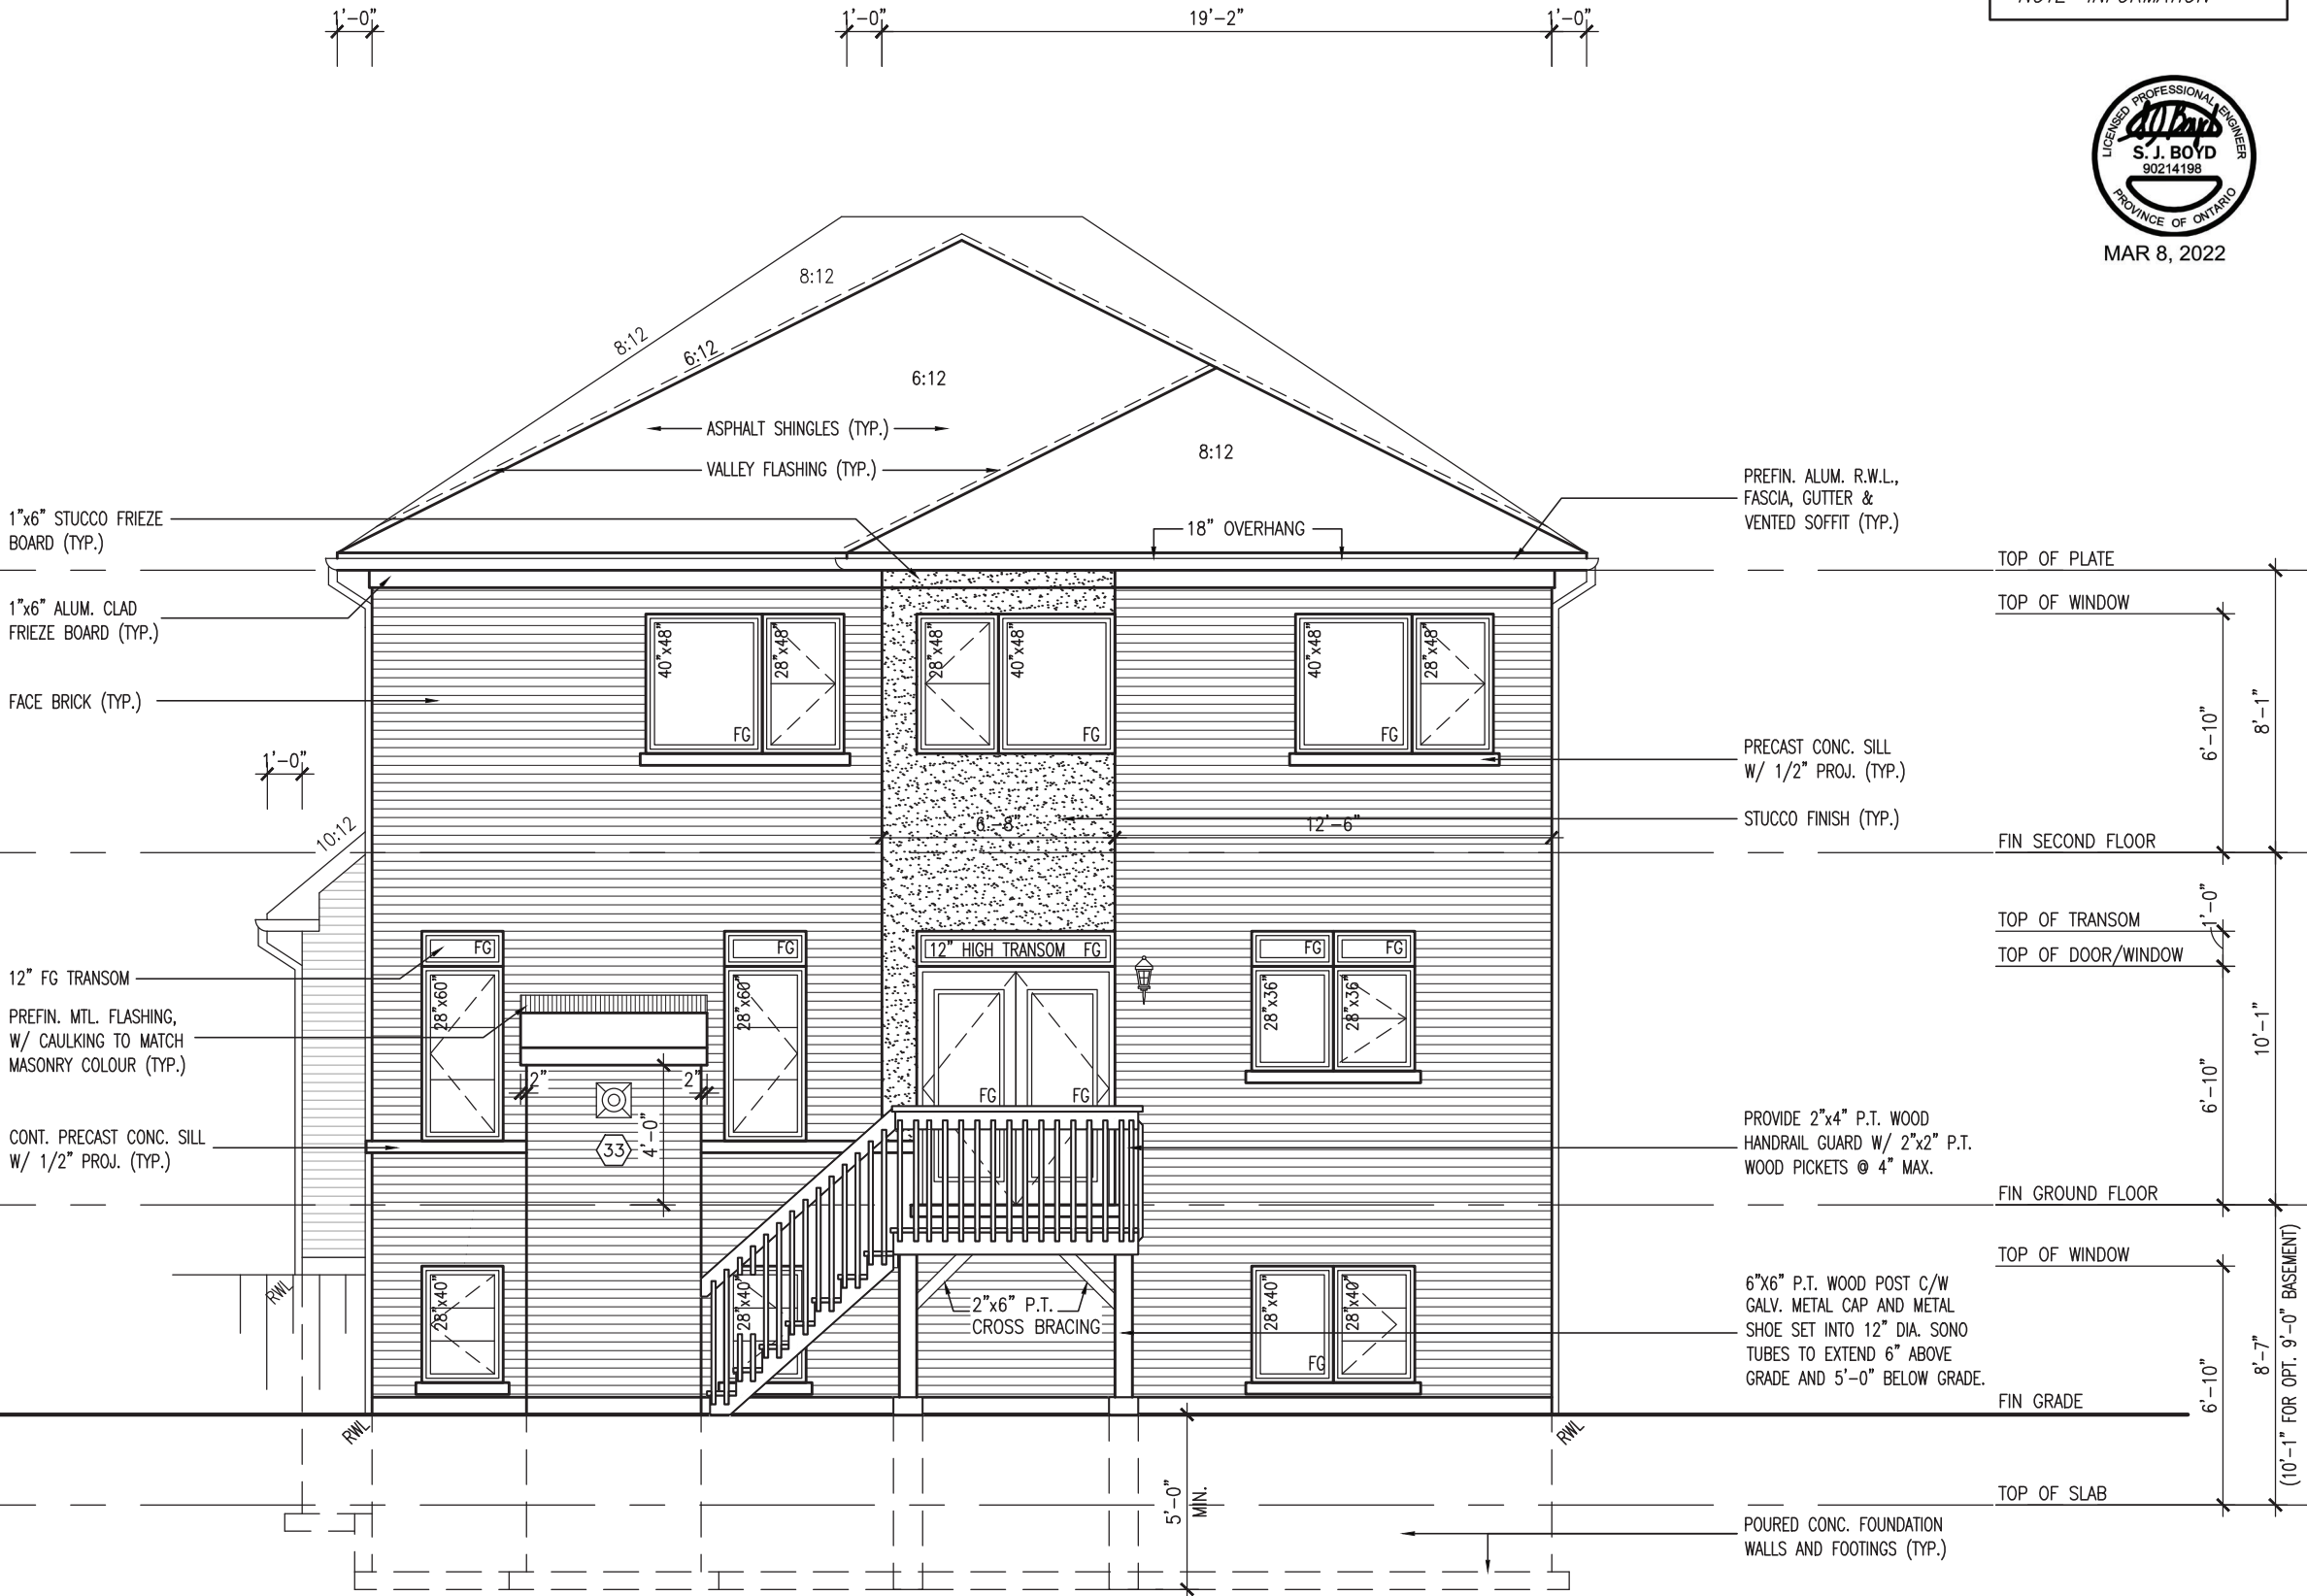 1'-0"
1'-0"
19'-2"
1'-0"
LICENSED PROFESSIONAL ENGINEER
S. J. BOYD
90214198
PROVINCE OF ONTARIO
MAR 8, 2022
8:12
8:12
6:12
6:12
ASPHALT SHINGLES (TYP.)
VALLEY FLASHING (TYP.)
8:12
18" OVERHANG
1"x6" STUCCO FRIEZE
BOARD (TYP.)
1"x6" ALUM. CLAD
FRIEZE BOARD (TYP.)
FACE BRICK (TYP.)
1'-0"
10:12
12" FG TRANSOM
PREFIN. MTL. FLASHING,
W/ CAULKING TO MATCH
MASONRY COLOUR (TYP.)
CONT. PRECAST CONC. SILL
W/ 1/2" PROJ. (TYP.)
40"x48"
FG
28"x48"
28"x48"
40"x48"
FG
40"x48"
FG
28"x48"
6'-8"
12'-6"
FG
28"x60"
FG
28"x60"
12" HIGH TRANSOM FG
FG
FG
FG
FG
28"x36"
28"x36"
2"
2"
4'-0"
33
28"x40"
28"x40"
2"x6" P.T.
CROSS BRACING
28"x40"
FG
28"x40"
RWL
RWL
RWL
5'-0"
MIN.
PREFIN. ALUM. R.W.L.,
FASCIA, GUTTER &
VENTED SOFFIT (TYP.)
PRECAST CONC. SILL
W/ 1/2" PROJ. (TYP.)
STUCCO FINISH (TYP.)
PROVIDE 2"x4" P.T. WOOD
HANDRAIL GUARD W/ 2"x2" P.T.
WOOD PICKETS @ 4" MAX.
6"X6" P.T. WOOD POST C/W
GALV. METAL CAP AND METAL
SHOE SET INTO 12" DIA. SONO
TUBES TO EXTEND 6" ABOVE
GRADE AND 5'-0" BELOW GRADE.
POURED CONC. FOUNDATION
WALLS AND FOOTINGS (TYP.)
TOP OF PLATE
TOP OF WINDOW
6'-10"
8'-1"
FIN SECOND FLOOR
1'-0"
TOP OF TRANSOM
TOP OF DOOR/WINDOW
10'-1"
6'-10"
FIN GROUND FLOOR
TOP OF WINDOW
6'-10"
8'-7"
(10'-1" FOR OPT. 9'-0" BASEMENT)
FIN GRADE
TOP OF SLAB